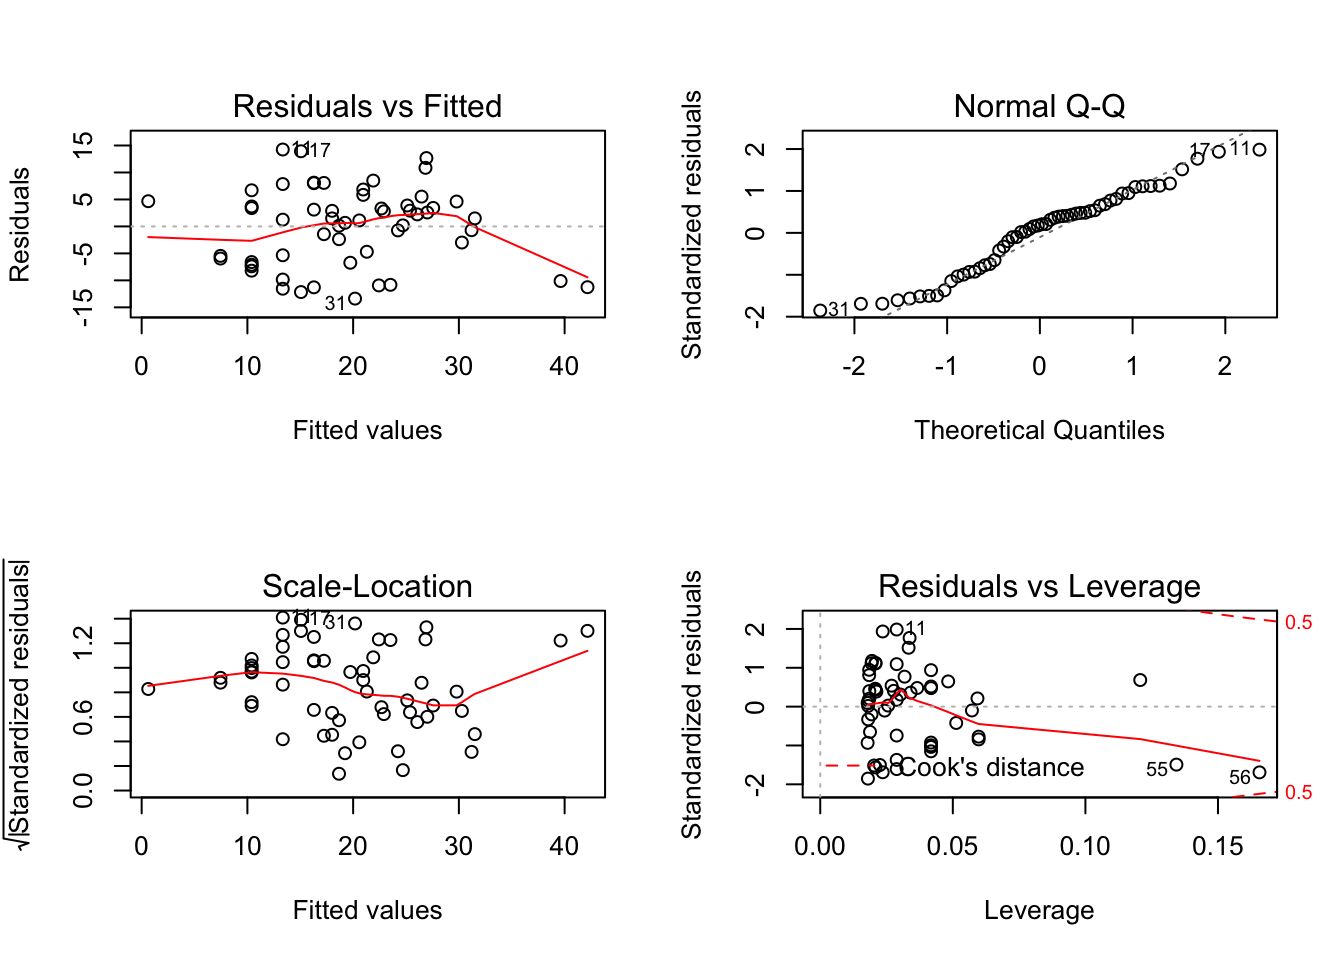 Residuals vs Fitted
Residuals
15
5
-5
-15
11
17
31
0 10 20 30 40
Fitted values
Normal Q-Q
Standardized residuals
2
1
0
-2
17
11
31
-2 -1 0 1 2
Theoretical Quantiles
Scale-Location
√|Standardized residuals|
1.2
0.6
0.0
11
17
31
0 10 20 30 40
Fitted values
Residuals vs Leverage
Standardized residuals
2
1
0
-2
11
0.5
Cook's distance
55
56
0.5
0.00 0.05 0.10 0.15
Leverage